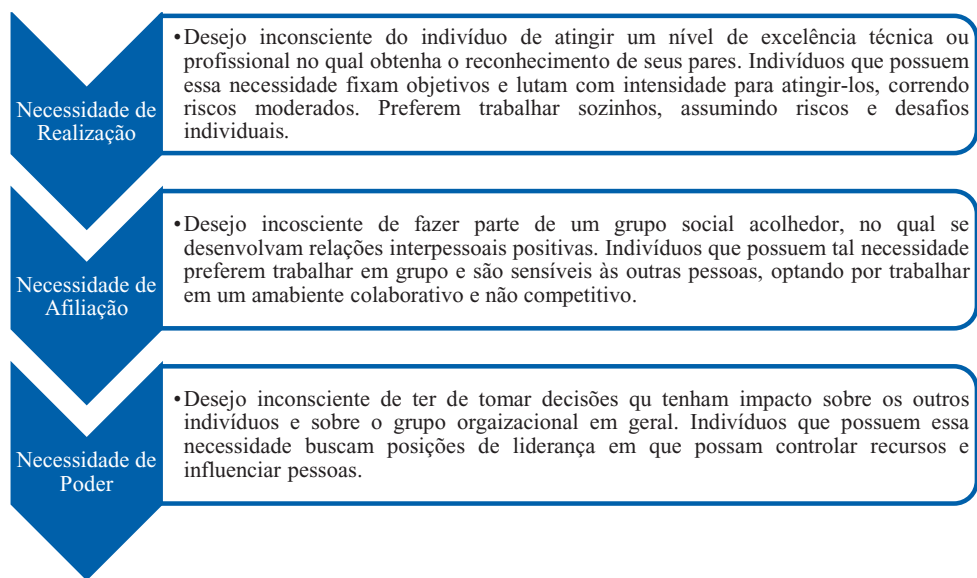 Necessidade de
Realização
•Desejo inconsciente do indivíduo de atingir um nível de excelência técnica ou
profissional no qual obtenha o reconhecimento de seus pares. Indivíduos que possuem
essa necessidade fixam objetivos e lutam com intensidade para atingir-los, correndo
riscos moderados. Preferem trabalhar sozinhos, assumindo riscos e desafios
individuais.
Necessidade de
Afiliação
•Desejo incosciente de fazer parte de um grupo social acolhedor, no qual se
desenvolvam relações interpessoais positivas. Indivíduos que possuem tal necessidade
preferem trabalhar em grupo e são sensíveis às outras pessoas, optando por trabalhar
em um amabiente colaborativo e não competitivo.
Necessidade de
Poder
•Desejo inconsciente de ter de tomar decisões qu tenham impacto sobre os outros
indivíduos e sobre o grupo orgaizacional em geral. Indivíduos que possuem essa
necessidade buscam posições de liderança em que possam controlar recursos e
influenciar pessoas.